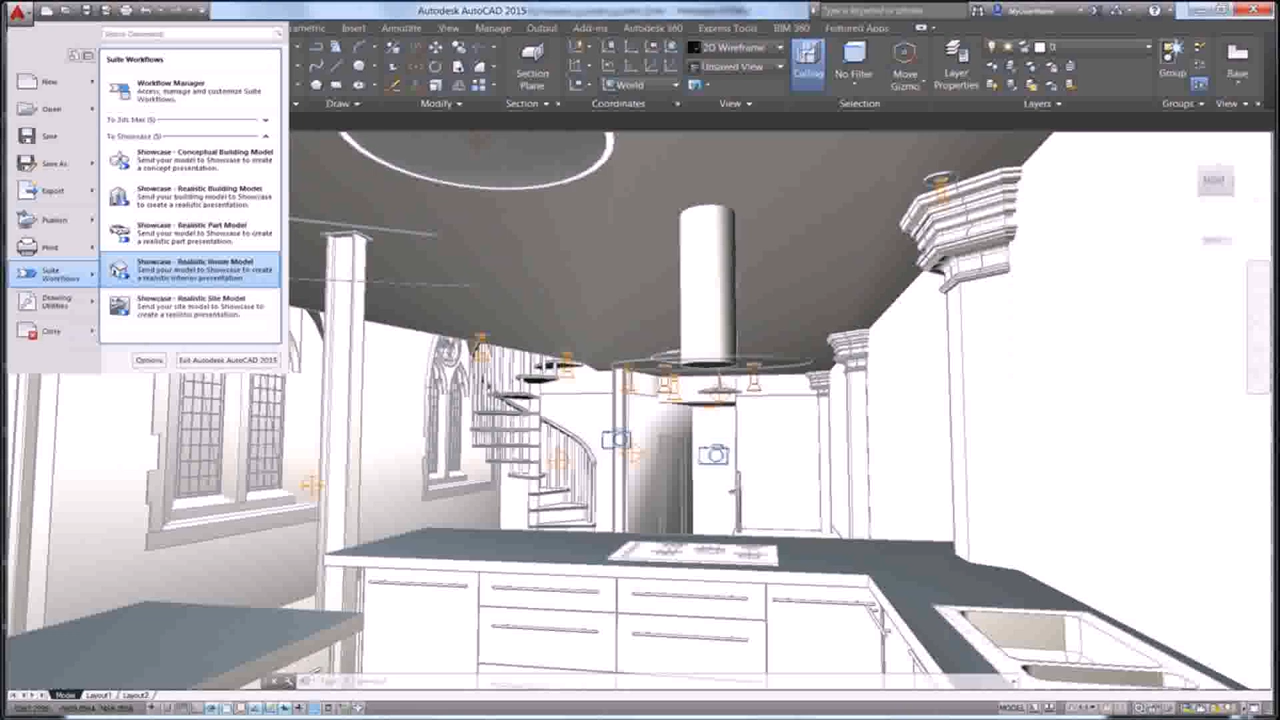 Autodesk AutoCAD 2015
Insert Annotate View Manage Output Add-ins Autodesk 360 Express Tools BIM 360 Featured Apps
Suite Workflows
Workflow Manager
Access, manage and customize Suite
Workflows.
To 3ds Max (5)
To Showcase (5)
Showcase - Conceptual Building Model
Send your model to Showcase to create
a concept presentation.
Showcase - Realistic Building Model
Send your building model to Showcase
to create a realistic presentation.
Showcase - Realistic Part Model
Send your model to Showcase to create
a realistic part presentation.
Showcase - Realistic Room Model
Send your model to Showcase to create
a realistic interior presentation.
Showcase - Realistic Site Model
Send your site model to Showcase to
create a realistic presentation.
New
Open
Save
Save As
Export
Publish
Print
Suite
Workflows
Drawing
Utilities
Close
Options
Exit Autodesk AutoCAD 2015
Section
Plane
2D Wireframe
Unsaved View
World
Culling
No Filter
Move
Gizmo
Layer
Properties
0
Group
Base
Draw
Modify
Section
Coordinates
View
Selection
Layers
Groups
View
Model
Layout1
Layout2
MODEL